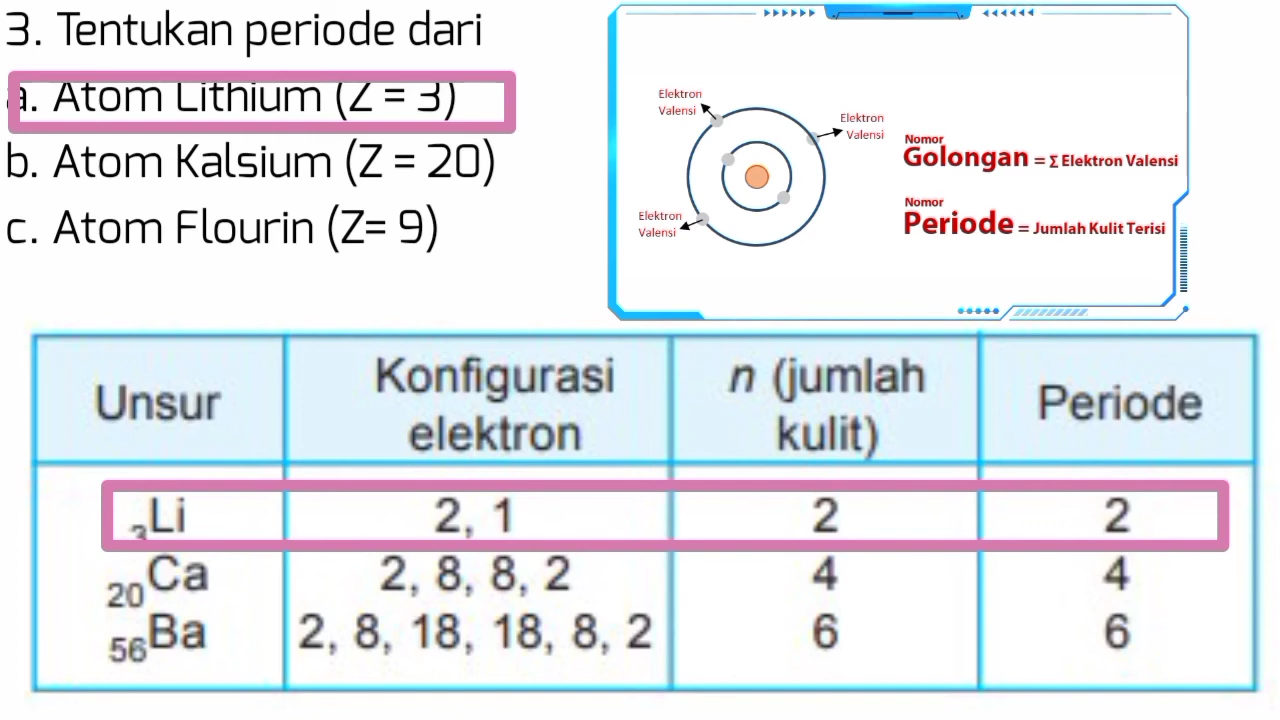 3. Tentukan periode dari
a. Atom Lithium (Z = 3)
b. Atom Kalsium (Z = 20)
c. Atom Flourin (Z= 9)
Elektron
Valensi
Elektron
Valensi
Elektron
Valensi
Nomor
Golongan = Σ Elektron Valensi
Nomor
Periode = Jumlah Kulit Terisi
Unsur Konfigurasi elektron n (jumlah kulit) Periode
₃Li 2, 1 2 2
₂₀Ca 2, 8, 8, 2 4 4
₅₆Ba 2, 8, 18, 18, 8, 2 6 6